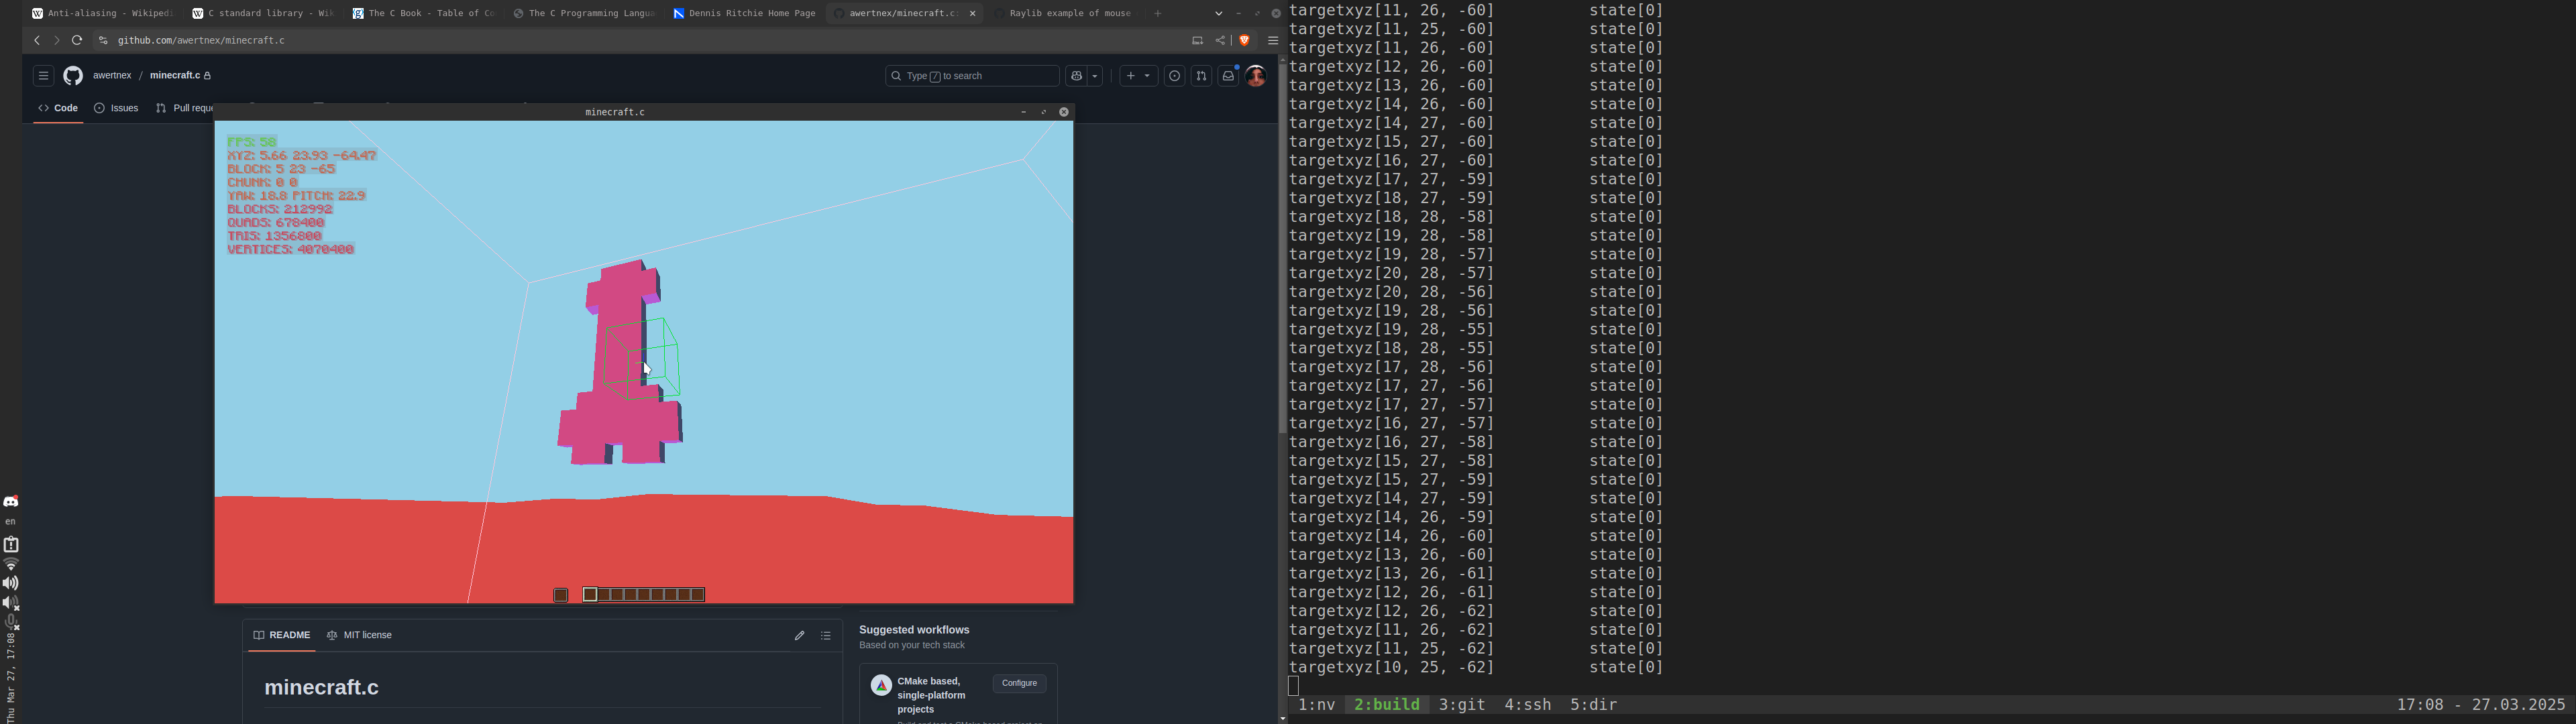 Anti-aliasing - Wikipedi
C standard library - Wik
The C Book - Table of Co
The C Programming Langua
Dennis Ritchie Home Page
awertnex/minecraft.c:
Raylib example of mouse
github.com/awertnex/minecraft.c
awertnex / minecraft.c
Type / to search
Code
Issues
Pull reque
minecraft.c
FPS: 58
XYZ: 5.66 23.93 -64.47
BLOCK: 5 23 -65
CHUNK: 0 0
YAW: 18.8 PITCH: 22.9
BLOCKS: 212992
QUADS: 678400
TRIS: 1356800
VERTICES: 4070400
README
MIT license
minecraft.c
Suggested workflows
Based on your tech stack
CMake based,
single-platform
projects
Configure
en
Thu Mar 27, 17:08
targetxyz[11, 26, -60] state[0]
targetxyz[11, 25, -60] state[0]
targetxyz[11, 26, -60] state[0]
targetxyz[12, 26, -60] state[0]
targetxyz[13, 26, -60] state[0]
targetxyz[14, 26, -60] state[0]
targetxyz[14, 27, -60] state[0]
targetxyz[15, 27, -60] state[0]
targetxyz[16, 27, -60] state[0]
targetxyz[17, 27, -59] state[0]
targetxyz[18, 27, -59] state[0]
targetxyz[18, 28, -58] state[0]
targetxyz[19, 28, -58] state[0]
targetxyz[19, 28, -57] state[0]
targetxyz[20, 28, -57] state[0]
targetxyz[20, 28, -56] state[0]
targetxyz[19, 28, -56] state[0]
targetxyz[19, 28, -55] state[0]
targetxyz[18, 28, -55] state[0]
targetxyz[17, 28, -56] state[0]
targetxyz[17, 27, -56] state[0]
targetxyz[17, 27, -57] state[0]
targetxyz[16, 27, -57] state[0]
targetxyz[16, 27, -58] state[0]
targetxyz[15, 27, -58] state[0]
targetxyz[15, 27, -59] state[0]
targetxyz[14, 27, -59] state[0]
targetxyz[14, 26, -59] state[0]
targetxyz[14, 26, -60] state[0]
targetxyz[13, 26, -60] state[0]
targetxyz[13, 26, -61] state[0]
targetxyz[12, 26, -61] state[0]
targetxyz[12, 26, -62] state[0]
targetxyz[11, 26, -62] state[0]
targetxyz[11, 25, -62] state[0]
targetxyz[10, 25, -62] state[0]
1:nv 2:build 3:git 4:ssh 5:dir
17:08 - 27.03.2025